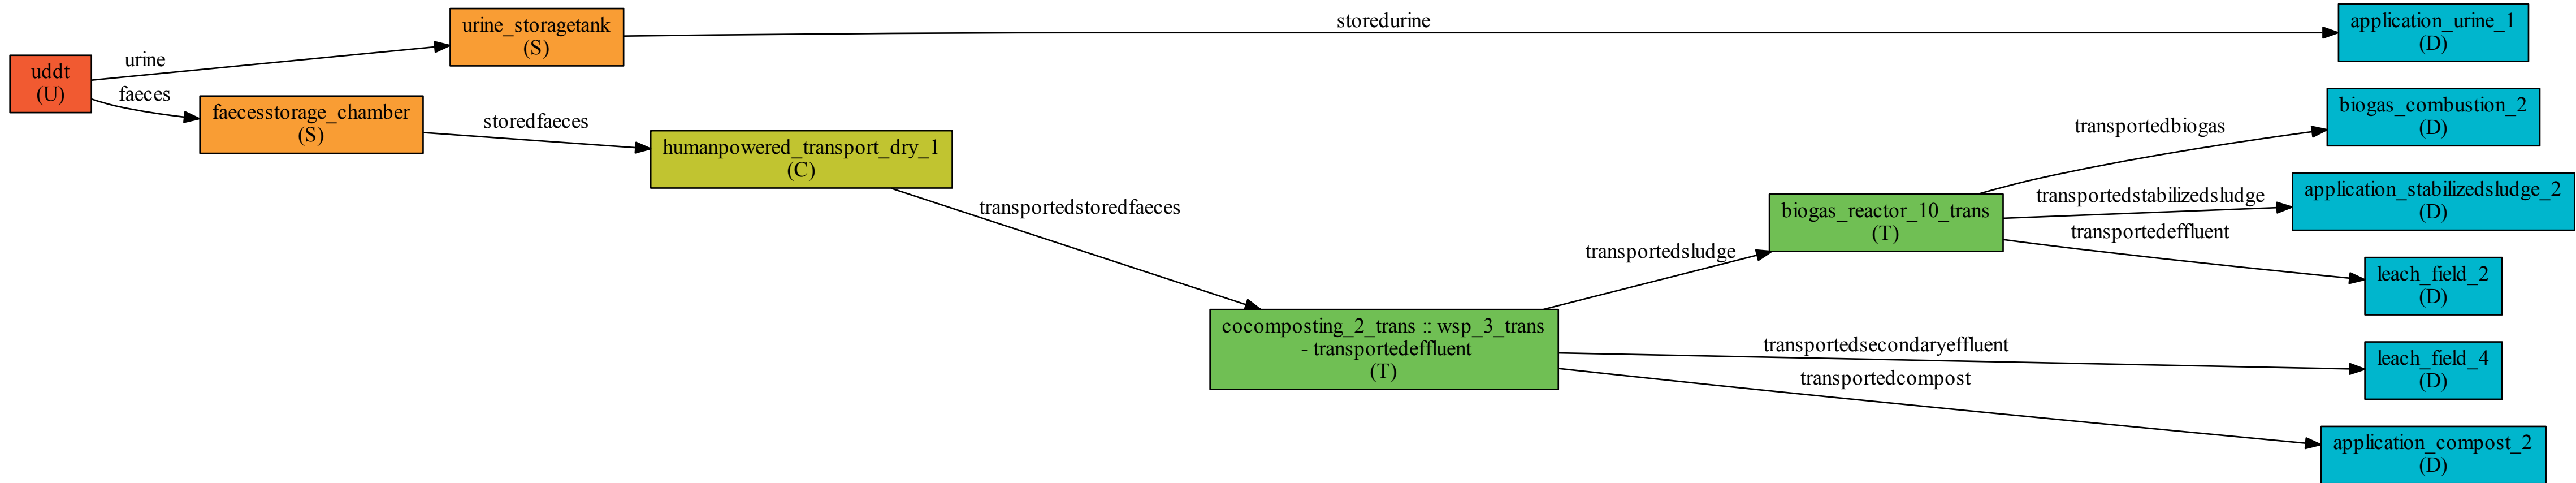 uddt
(U)
urine
faeces
urine_storagetank
(S)
faecesstorage_chamber
(S)
storedurine
storedfaeces
humanpowered_transport_dry_1
(C)
transportedstoredfaeces
cocomposting_2_trans :: wsp_3_trans
- transportedeffluent
(T)
transportedsludge
transportedsecondaryeffluent
transportedcompost
biogas_reactor_10_trans
(T)
transportedbiogas
transportedstabilizedsludge
transportedeffluent
application_urine_1
(D)
biogas_combustion_2
(D)
application_stabilizedsludge_2
(D)
leach_field_2
(D)
leach_field_4
(D)
application_compost_2
(D)